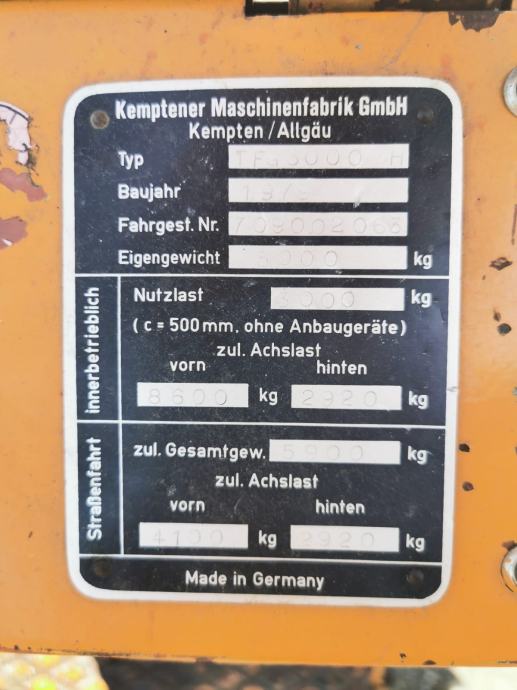 Kemptener Maschinenfabrik GmbH
Kempten/Allgäu
Typ
Baujahr
Fahrgest. Nr. 709002068
Eigengewicht kg
innerbetrieblich
Nutzlast 3000 kg
(c = 500 mm, ohne Anbaugeräte)
zul. Achslast
vorn hinten
8600 kg 2920 kg
Straßenfahrt
zul. Gesamtgew. 5900 kg
zul. Achslast
vorn hinten
4100 kg 2920 kg
Made in Germany